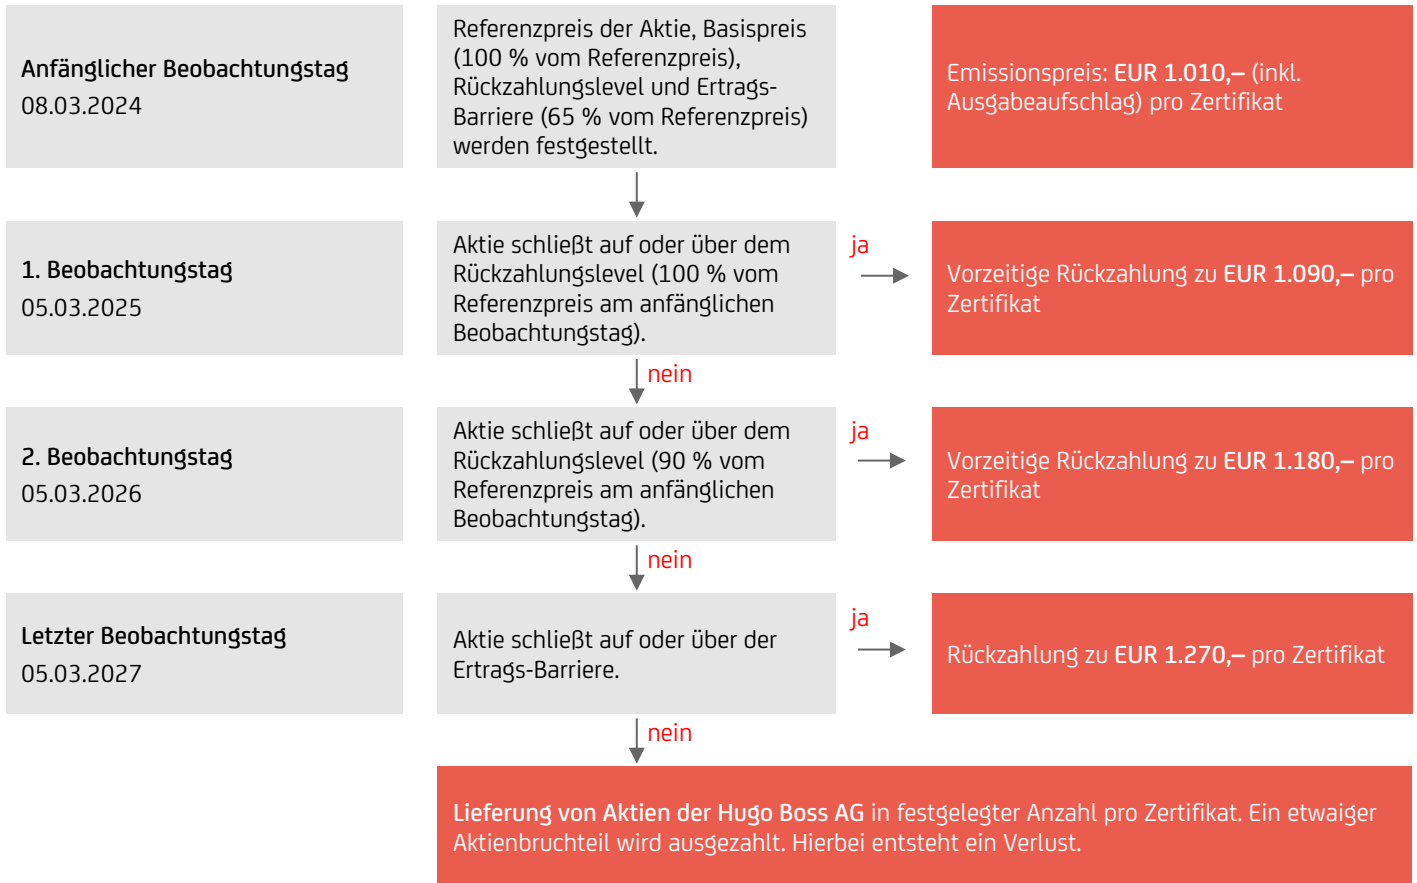 Anfänglicher Beobachtungstag
08.03.2024
Referenzpreis der Aktie, Basispreis
(100 % vom Referenzpreis),
Rückzahlungslevel und Ertrags-
Barriere (65 % vom Referenzpreis)
werden festgestellt.
Emissionspreis: EUR 1.010,– (inkl.
Ausgabeaufschlag) pro Zertifikat
1. Beobachtungstag
05.03.2025
Aktie schließt auf oder über dem
Rückzahlungslevel (100 % vom
Referenzpreis am anfänglichen
Beobachtungstag).
ja
Vorzeitige Rückzahlung zu EUR 1.090,– pro
Zertifikat
nein
2. Beobachtungstag
05.03.2026
Aktie schließt auf oder über dem
Rückzahlungslevel (90 % vom
Referenzpreis am anfänglichen
Beobachtungstag).
ja
Vorzeitige Rückzahlung zu EUR 1.180,– pro
Zertifikat
nein
Letzter Beobachtungstag
05.03.2027
Aktie schließt auf oder über der
Ertrags-Barriere.
ja
Rückzahlung zu EUR 1.270,– pro Zertifikat
nein
Lieferung von Aktien der Hugo Boss AG in festgelegter Anzahl pro Zertifikat. Ein etwaiger
Aktienbruchteil wird ausgezahlt. Hierbei entsteht ein Verlust.